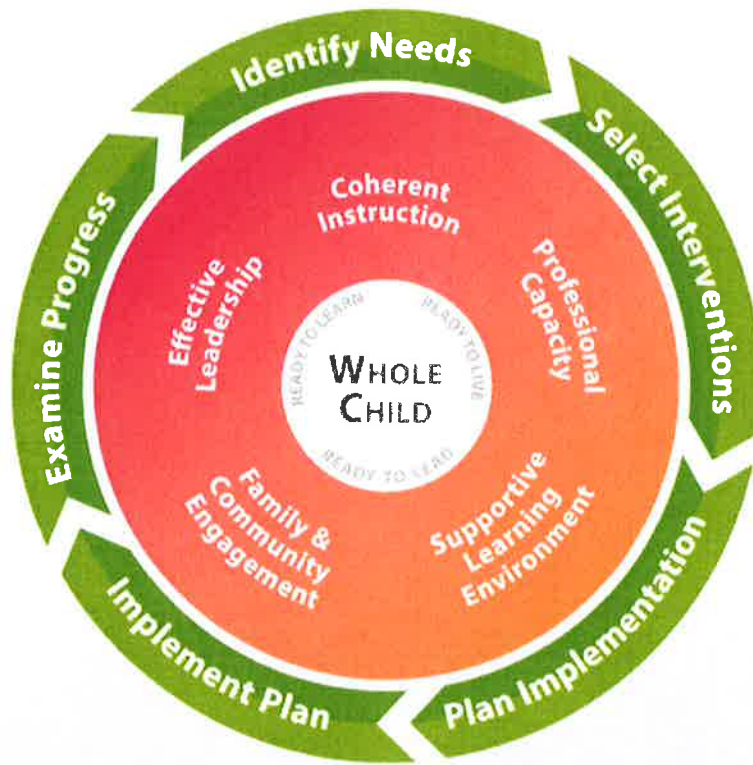 Identify Needs
Select Interventions
Plan Implementation
Implement Plan
Examine Progress
Coherent
Instruction
Professional
Capacity
Supportive
Learning
Environment
Family &
Community
Engagement
Effective
Leadership
READY TO LEARN
READY TO LIVE
READY TO LEAD
WHOLE
CHILD